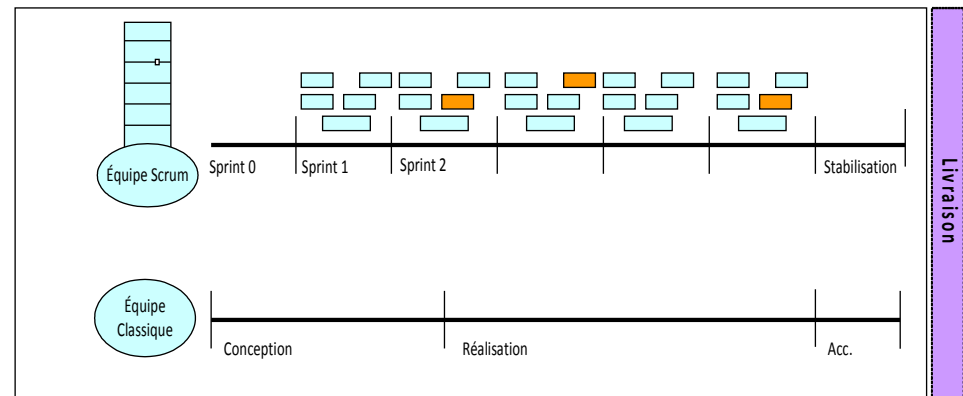 Équipe Scrum
Sprint 0
Sprint 1
Sprint 2
Stabilisation
Équipe
Classique
Conception
Réalisation
Acc.
Livraison